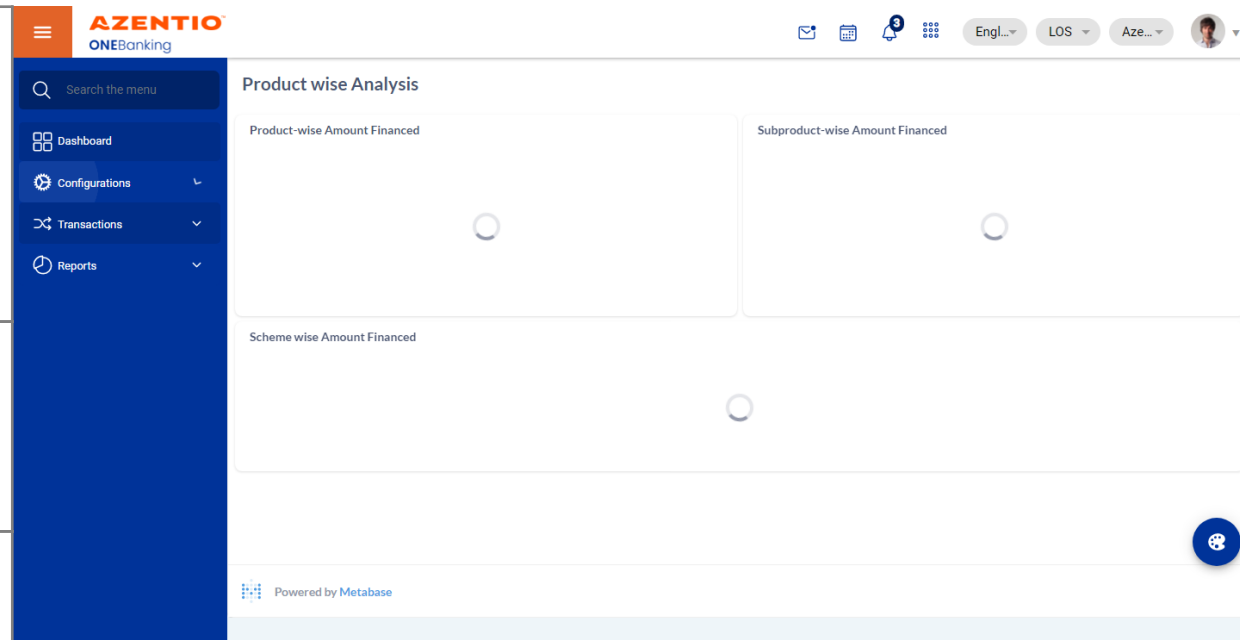 AZENTIO
ONEBanking
3
Engl...
LOS
Aze...
Search the menu
Dashboard
Configurations
Transactions
Reports
Product wise Analysis
Product-wise Amount Financed
Subproduct-wise Amount Financed
Scheme wise Amount Financed
Powered by Metabase